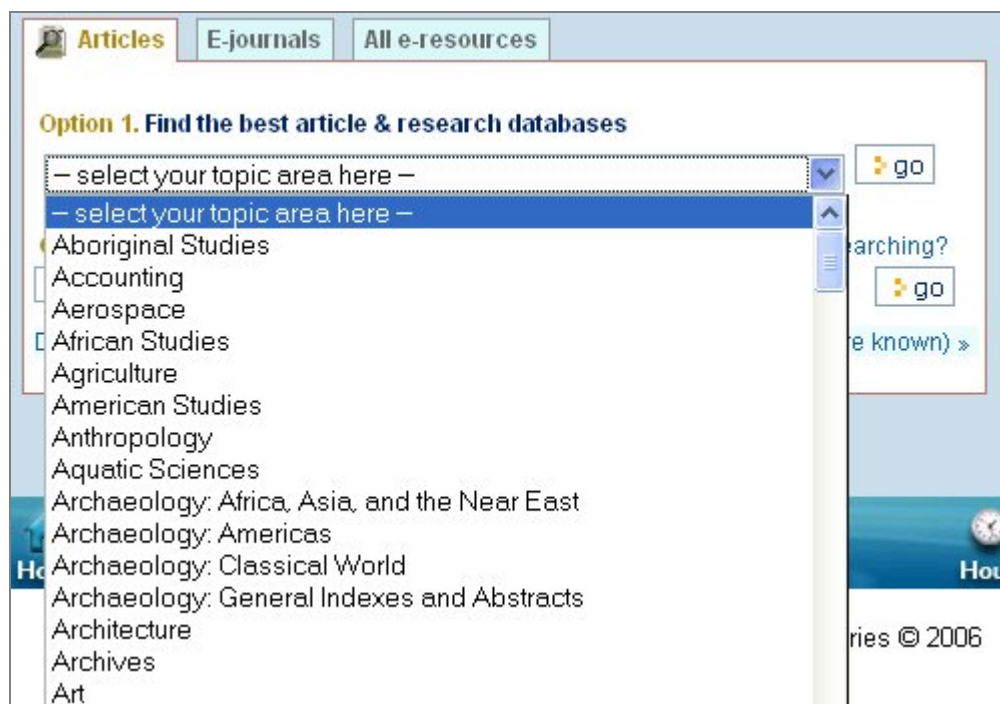 Articles E-journals All e-resources
Option 1. Find the best article & research databases
– select your topic area here – go
– select your topic area here –
Aboriginal Studies
Accounting
go
Aerospace
African Studies
known) »
Agriculture
American Studies
Anthropology
Aquatic Sciences
Archaeology: Africa, Asia, and the Near East
Archaeology: Americas
Archaeology: Classical World
Archaeology: General Indexes and Abstracts
Architecture
© 2006
Archives
Art